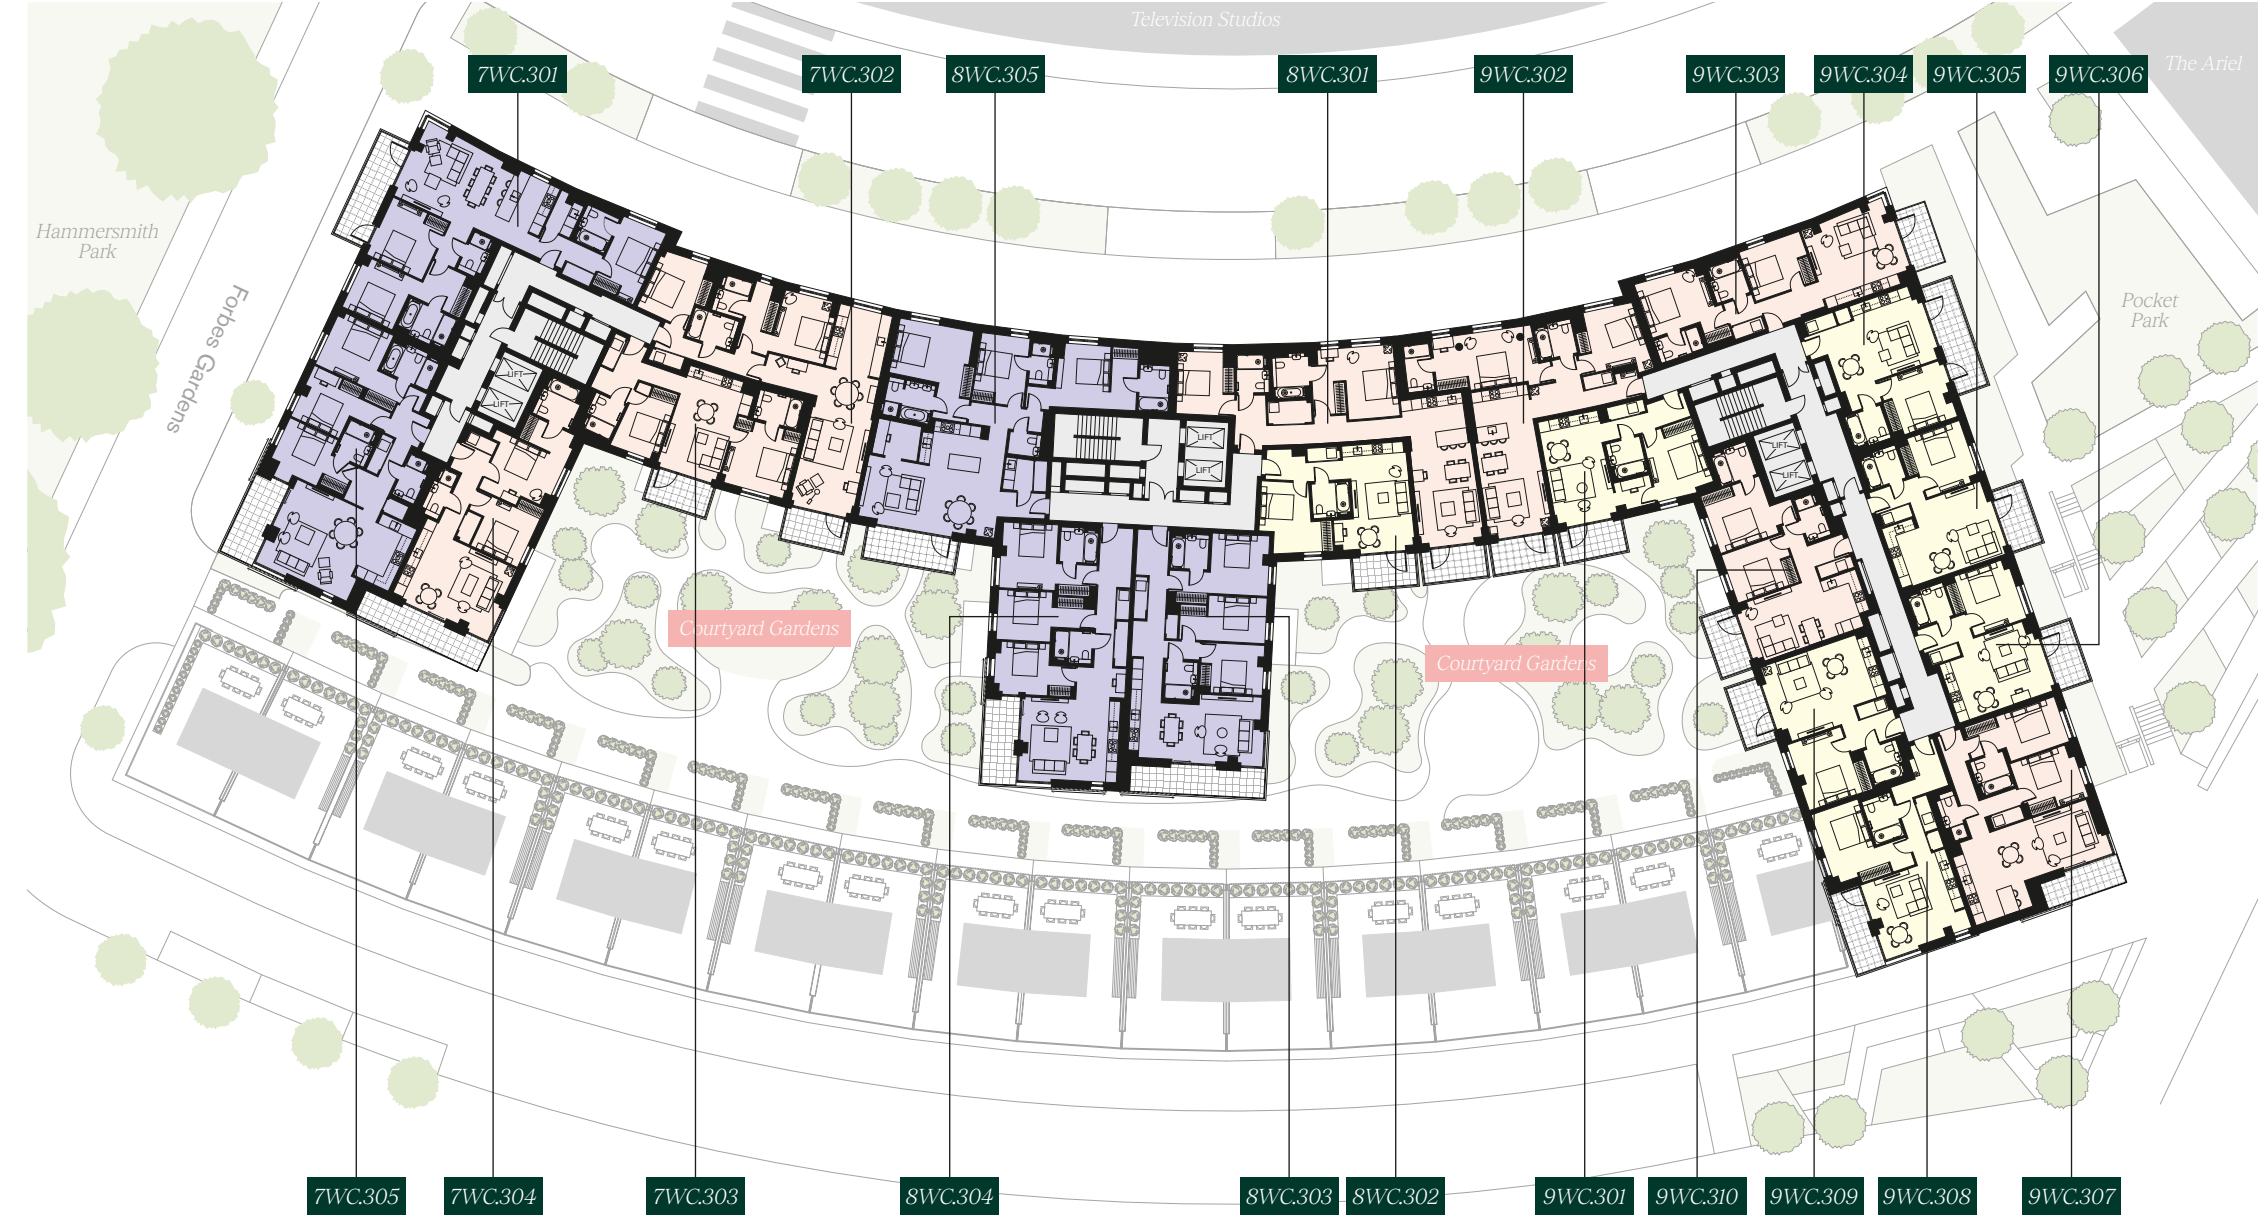 Television Studios
The Ariel
7WC.301
7WC.302
8WC.305
8WC.301
9WC.302
9WC.303
9WC.304
9WC.305
9WC.306
Hammersmith
Park
Forbes Gardens
Pocket
Park
LIFT
LIFT
LIFT
LIFT
LIFT
LIFT
Courtyard Gardens
Courtyard Gardens
7WC.305
7WC.304
7WC.303
8WC.304
8WC.303
8WC.302
9WC.301
9WC.310
9WC.309
9WC.308
9WC.307